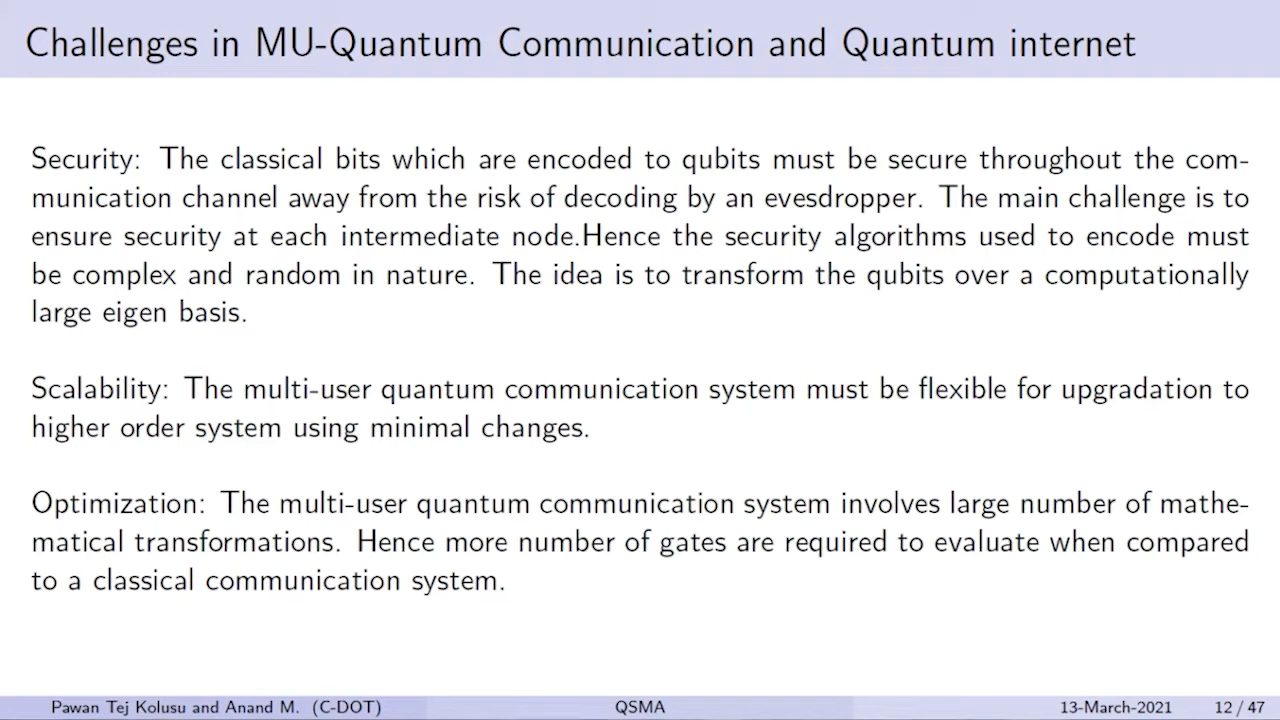 Challenges in MU-Quantum Communication and Quantum internet
Security: The classical bits which are encoded to qubits must be secure throughout the com-
munication channel away from the risk of decoding by an evesdropper. The main challenge is to
ensure security at each intermediate node.Hence the security algorithms used to encode must
be complex and random in nature. The idea is to transform the qubits over a computationally
large eigen basis.
Scalability: The multi-user quantum communication system must be flexible for upgradation to
higher order system using minimal changes.
Optimization: The multi-user quantum communication system involves large number of mathe-
matical transformations. Hence more number of gates are required to evaluate when compared
to a classical communication system.
Pawan Tej Kolusu and Anand M. (C-DOT) QSMA 13-March-2021 12 / 47